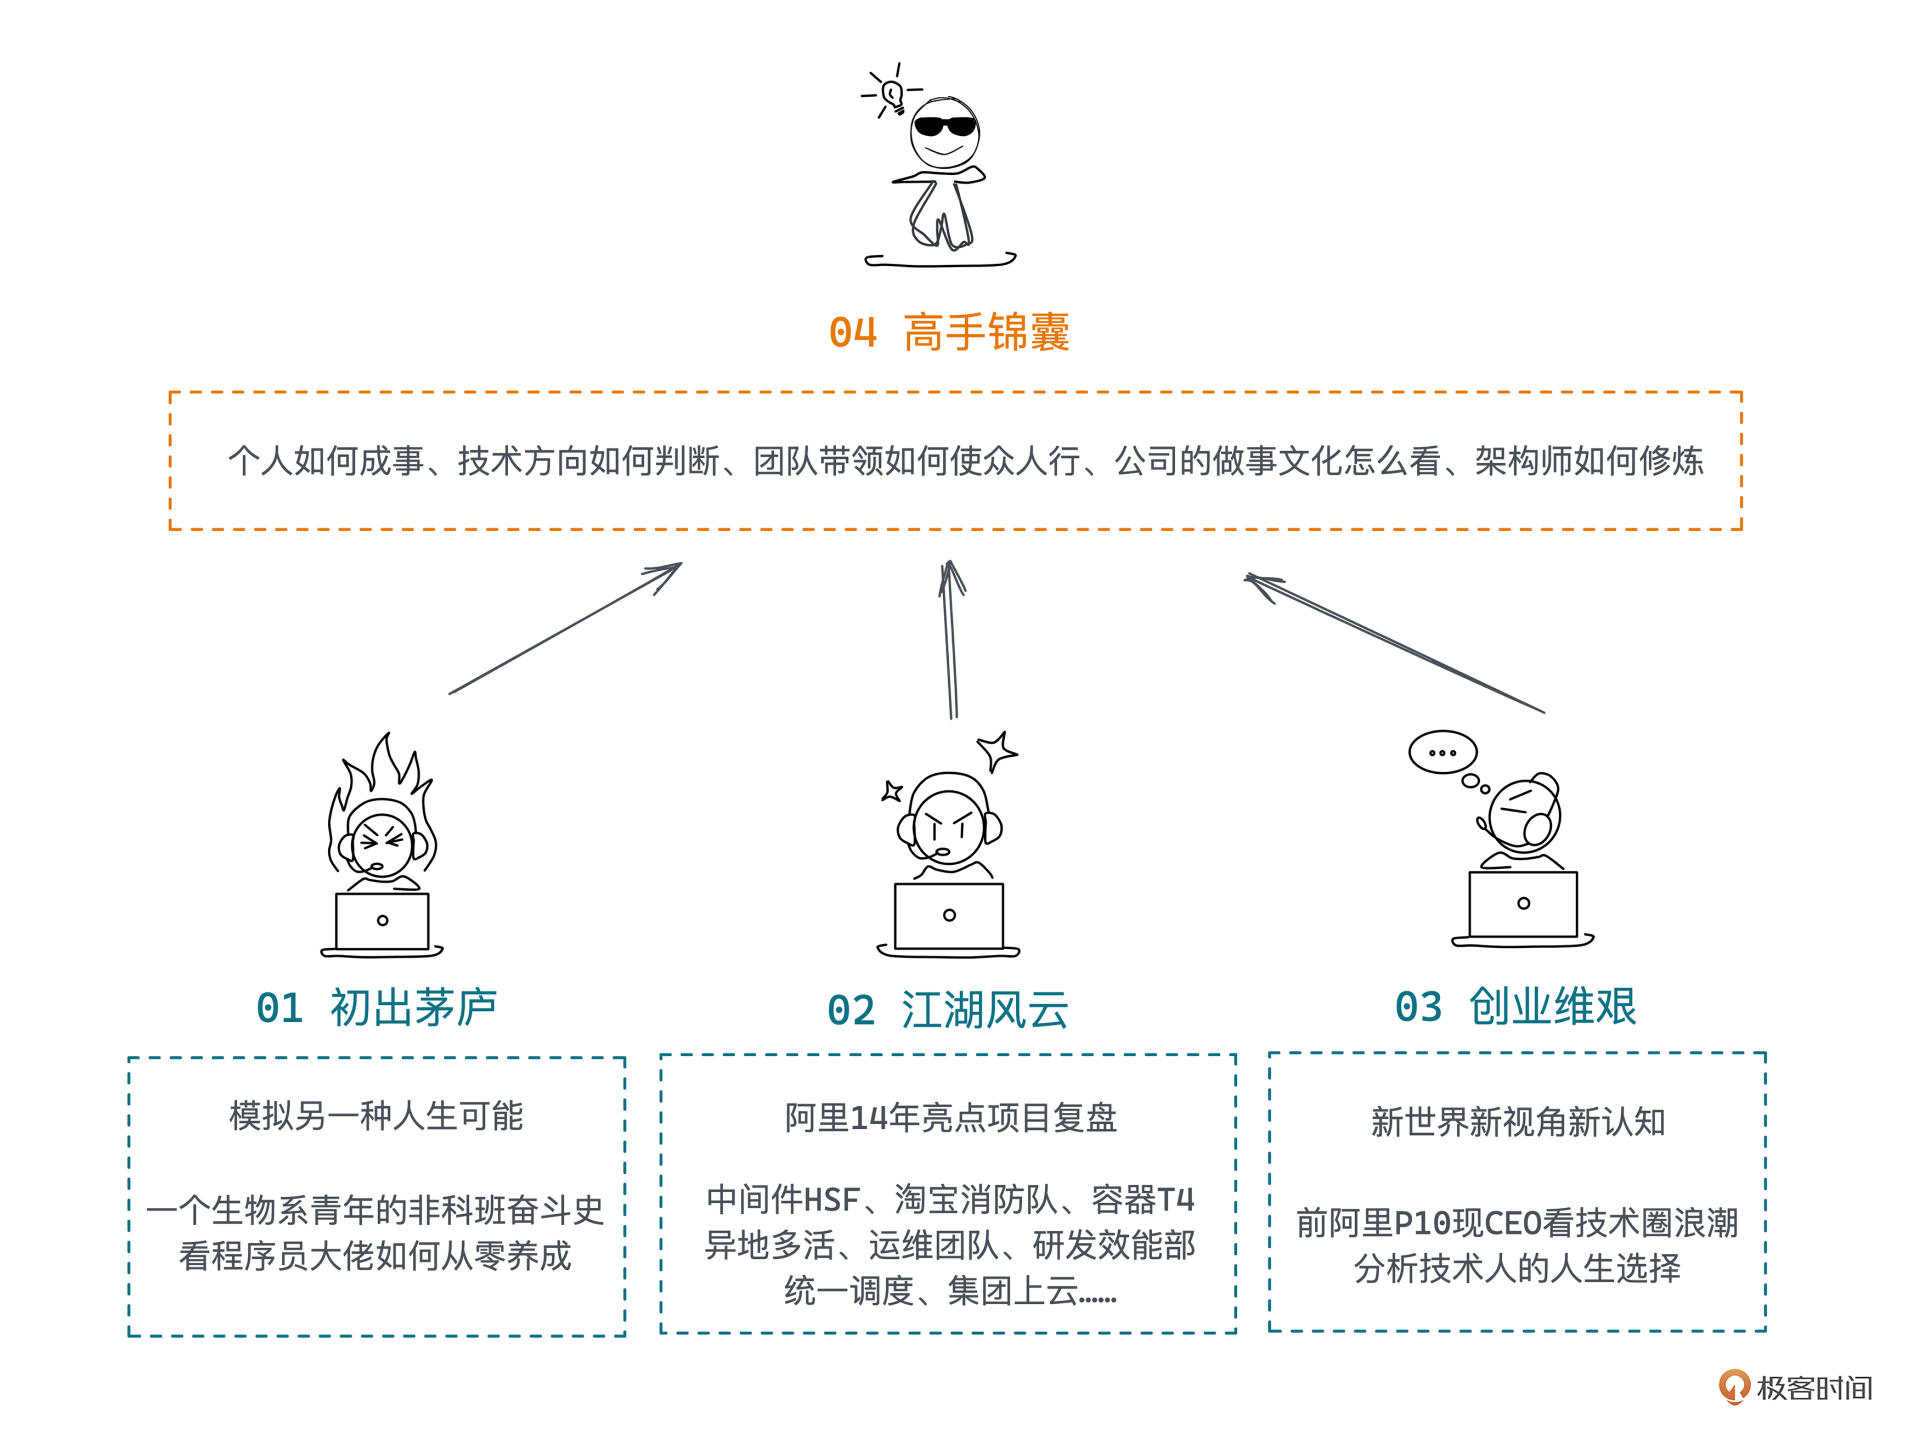 04 高手锦囊
个人如何成事、技术方向如何判断、团队带领如何使众人行、公司的做事文化怎么看、架构师如何修炼
01 初出茅庐
模拟另一种人生可能
一个生物系青年的非科班奋斗史
看程序员大佬如何从零养成
02 江湖风云
阿里14年亮点项目复盘
中间件HSF、淘宝消防队、容器T4
异地多活、运维团队、研发效能部
统一调度、集团上云……
03 创业维艰
新世界新视角新认知
前阿里P10现CEO看技术圈浪潮
分析技术人的人生选择
极客时间